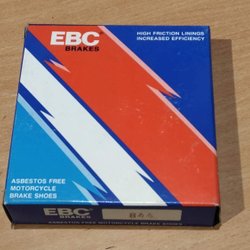 EBC
BRAKES
HIGH FRICTION LININGS
INCREASED EFFICIENCY
ASBESTOS FREE
MOTORCYCLE
BRAKE SHOES
EBC
BRAKES
ASBESTOS FREE MOTORCYCLE BRAKE SHOES